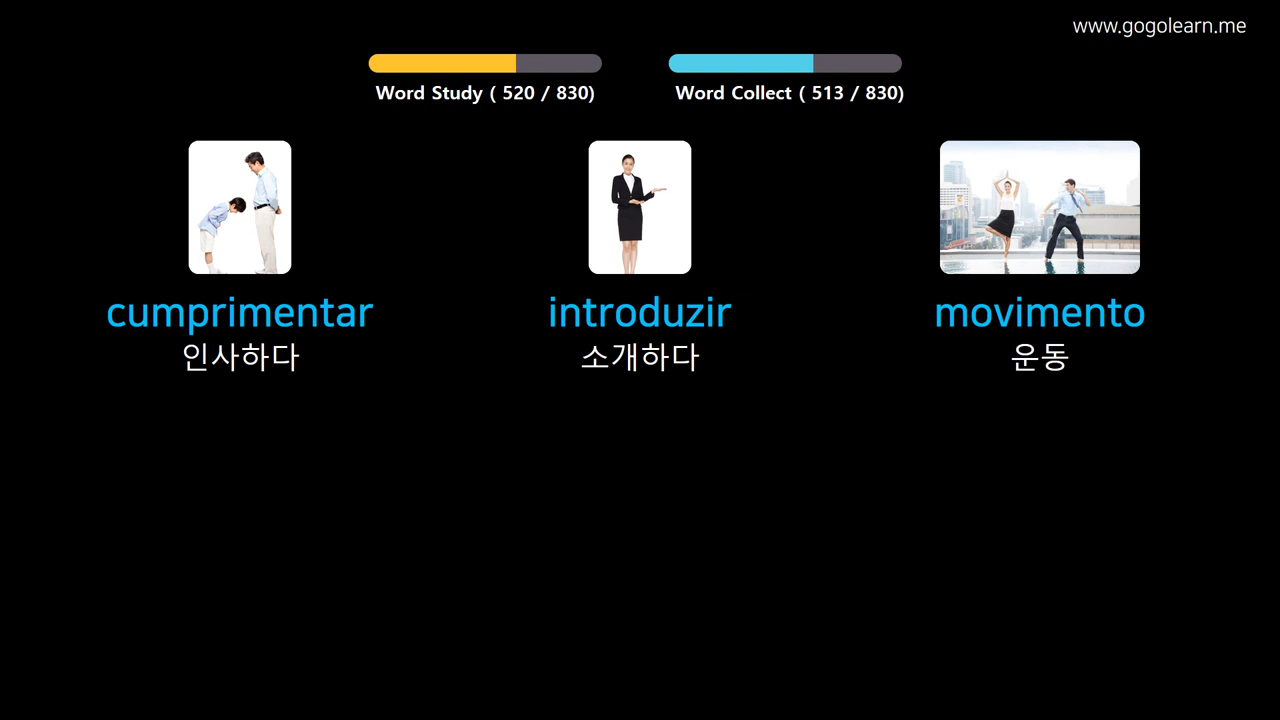 www.gogolearn.me
Word Study ( 520 / 830)
Word Collect ( 513 / 830)
cumprimentar
인사하다
introduzir
소개하다
movimento
운동